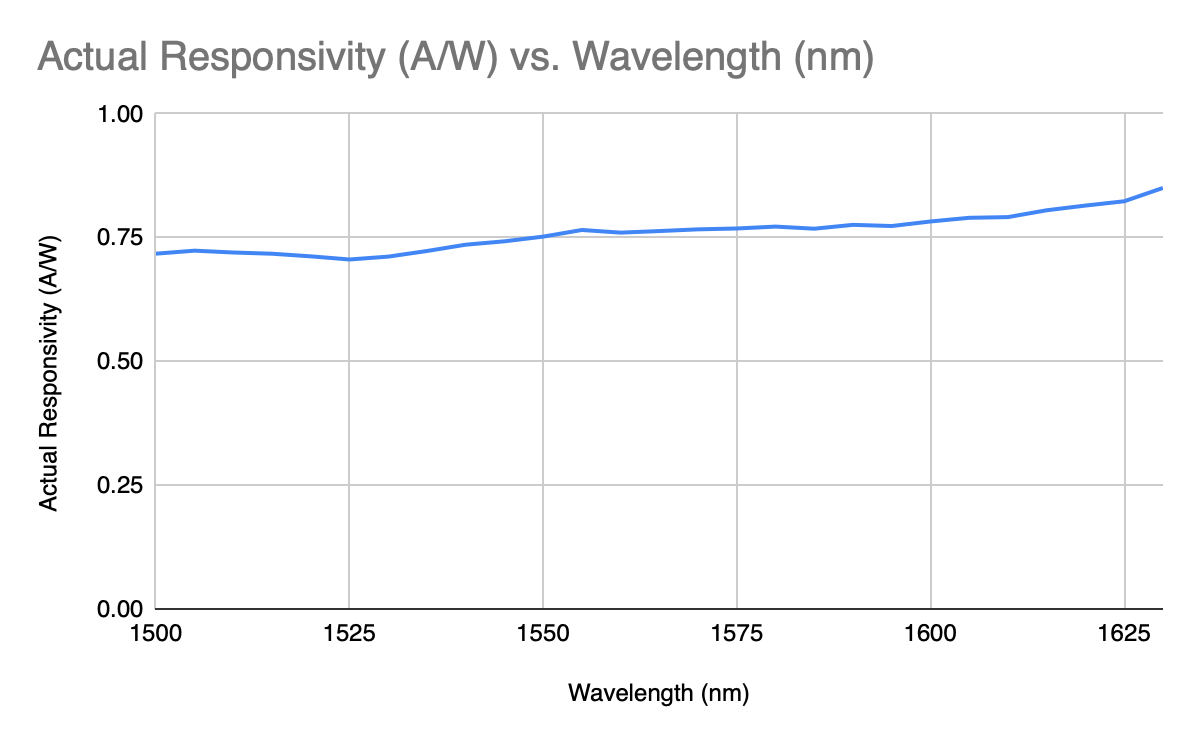 Actual Responsivity (A/W) vs. Wavelength (nm)
Actual Responsivity (A/W)
1.00
0.75
0.50
0.25
0.00
1500 1525 1550 1575 1600 1625
Wavelength (nm)